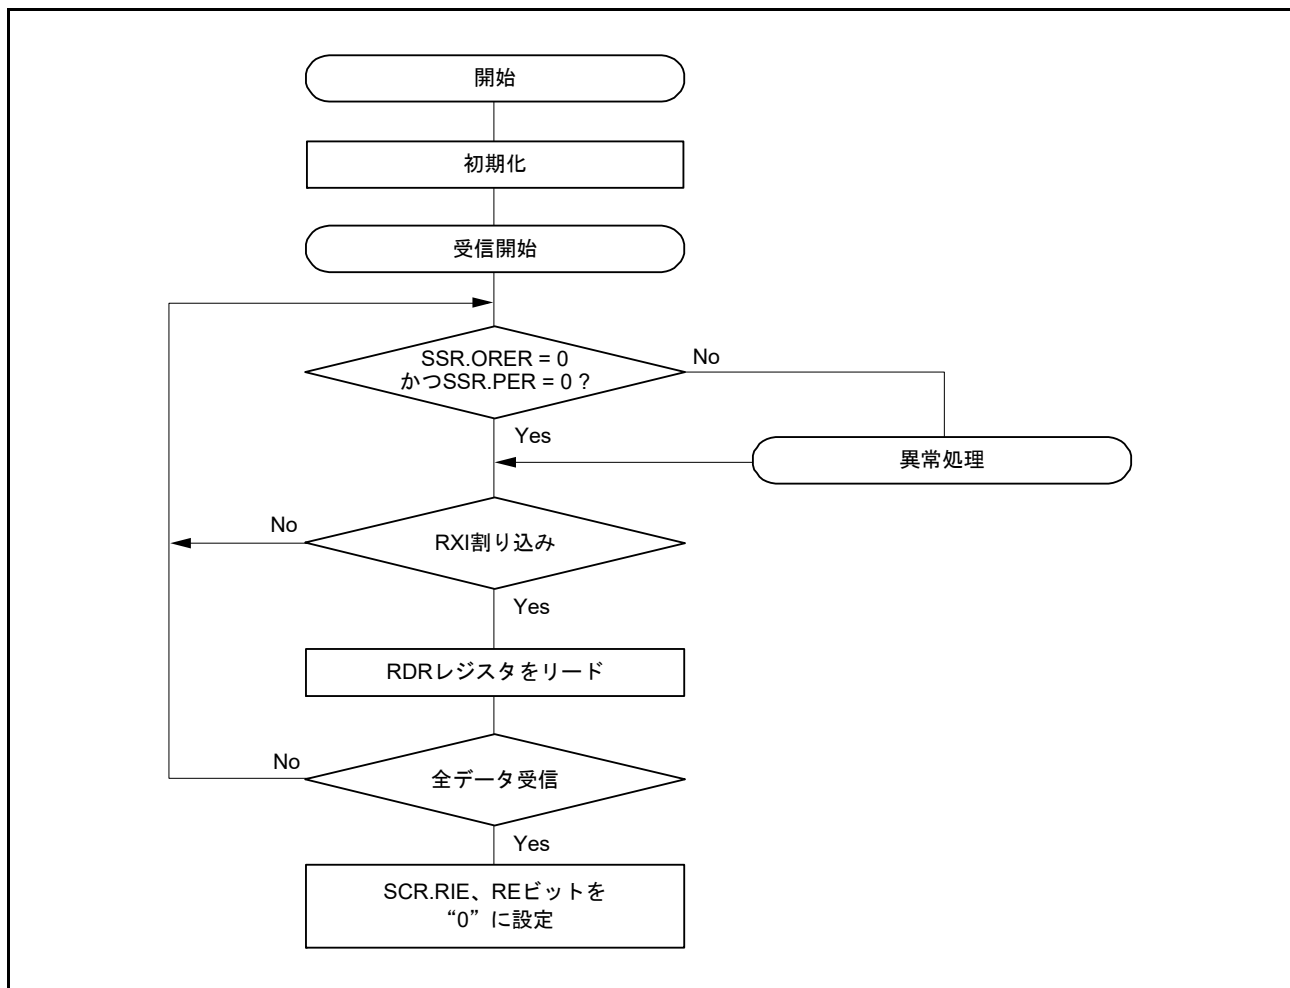 開始
初期化
受信開始
SSR.ORER = 0
かつSSR.PER = 0 ?
No
Yes
異常処理
No
RXI割り込み
Yes
RDRレジスタをリード
No
全データ受信
Yes
SCR.RIE、REビットを
“0”に設定